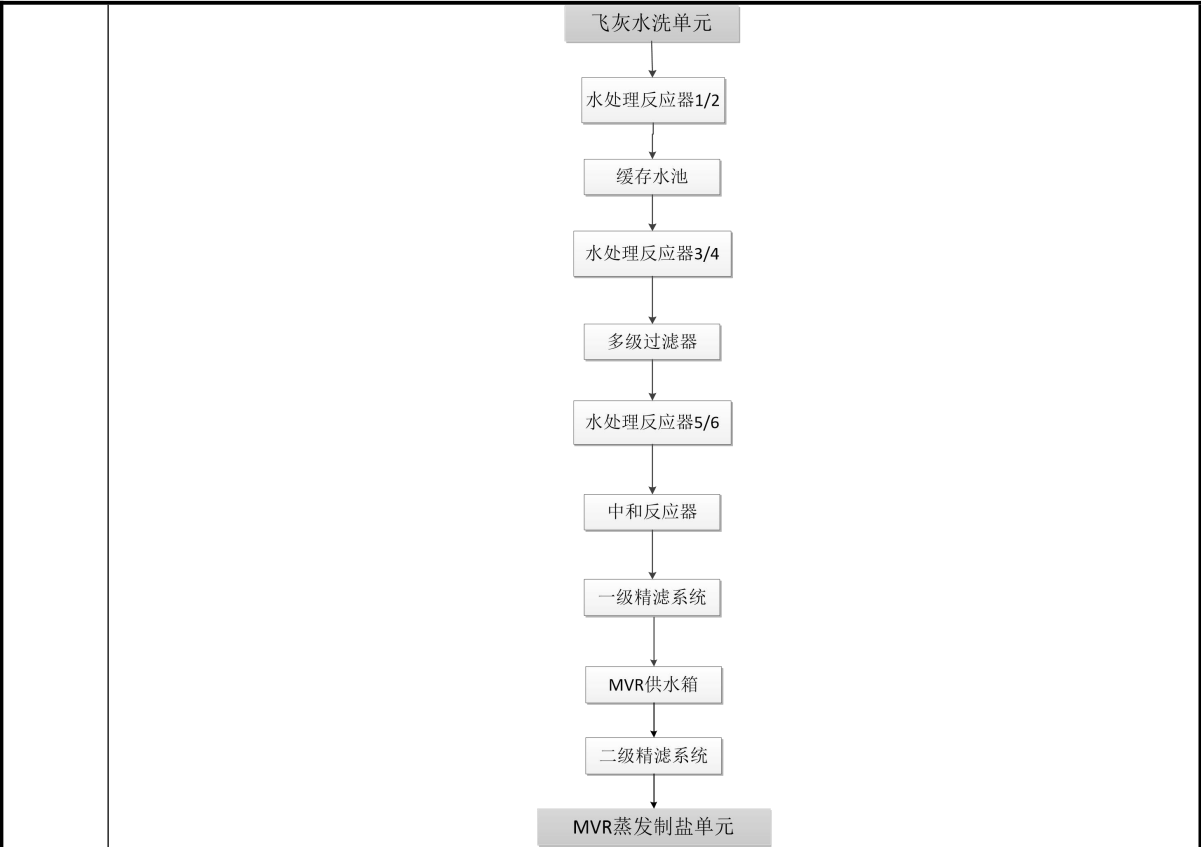 飞灰水洗单元
水处理反应器1/2
缓存水池
水处理反应器3/4
多级过滤器
水处理反应器5/6
中和反应器
一级精滤系统
MVR供水箱
二级精滤系统
MVR蒸发制盐单元